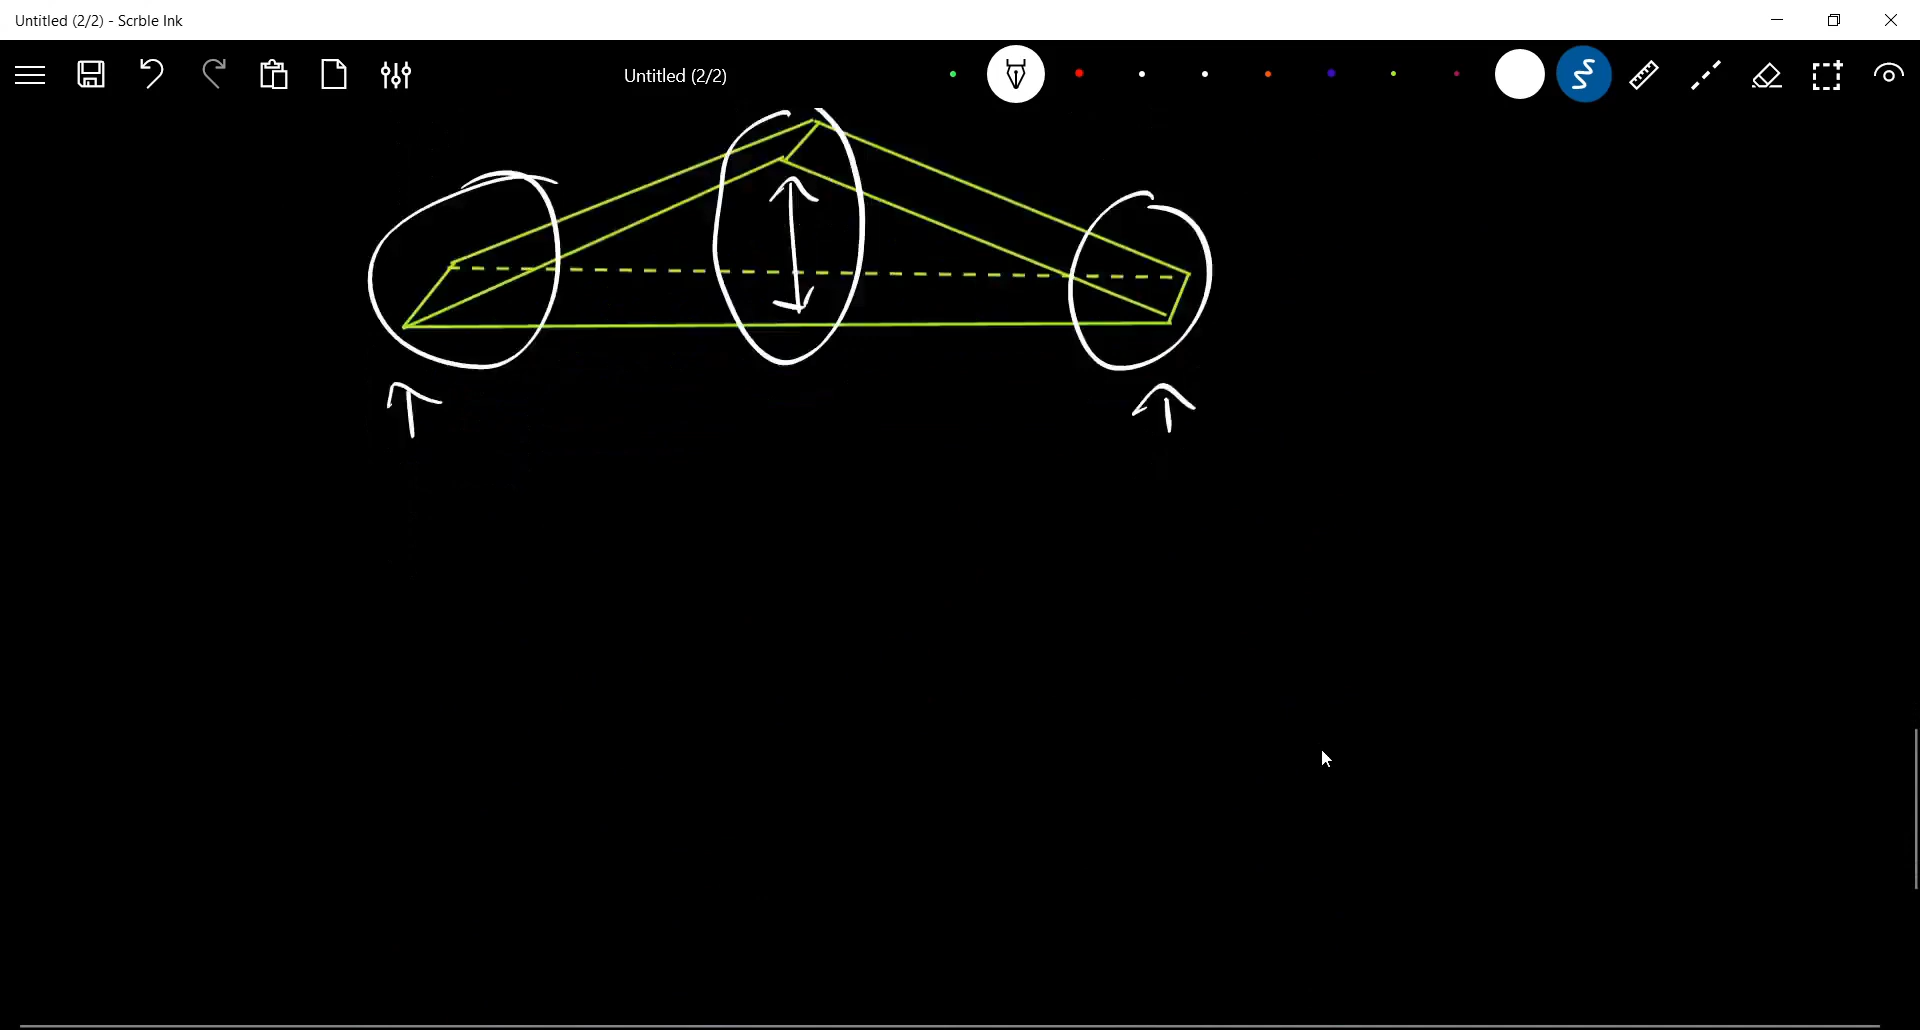 Untitled (2/2) - Scrble Ink
Untitled (2/2)